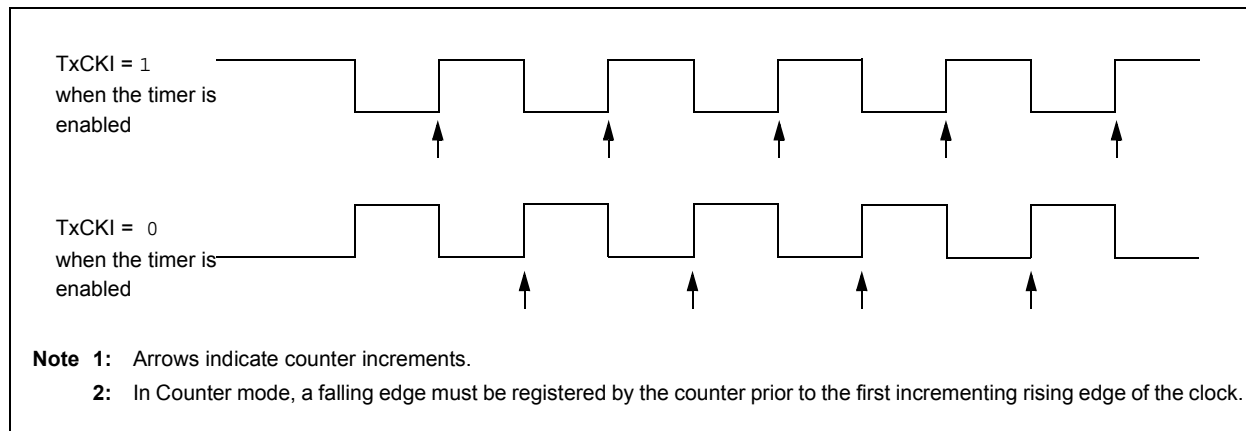 TxCKI = 1
when the timer is
enabled
TxCKI = 0
when the timer is
enabled
Note 1: Arrows indicate counter increments.
2: In Counter mode, a falling edge must be registered by the counter prior to the first incrementing rising edge of the clock.